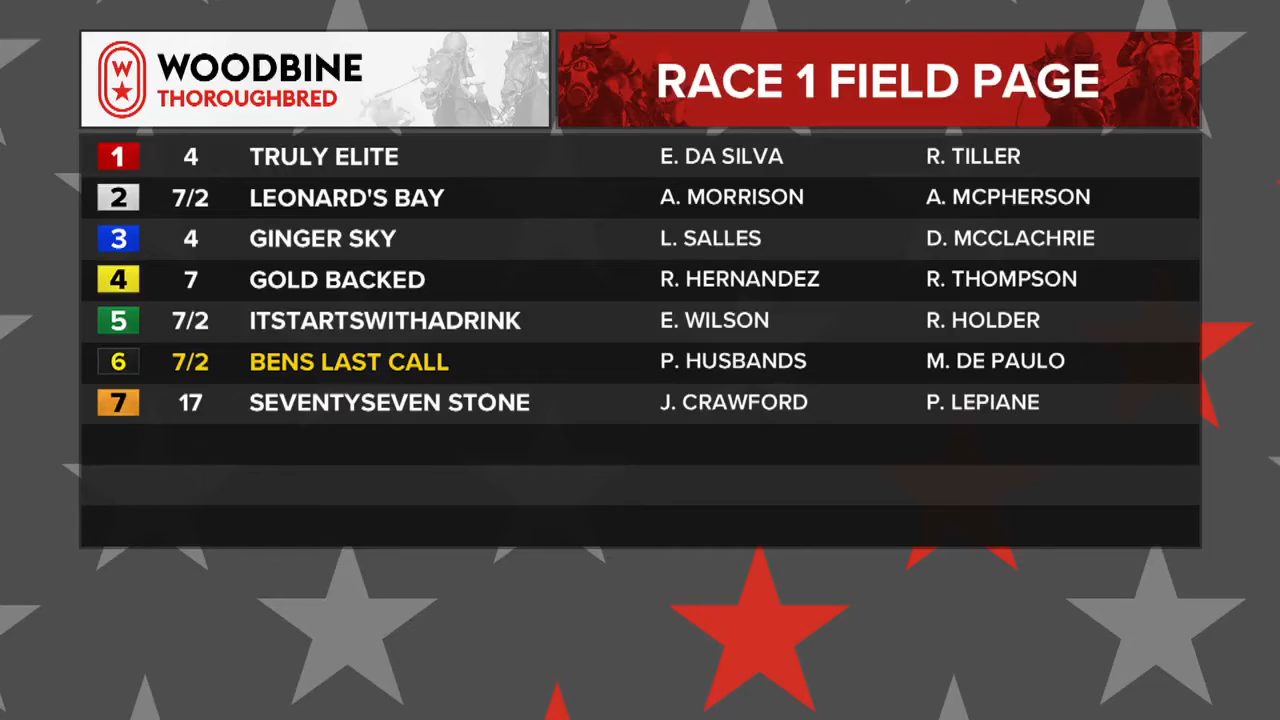 W
WOODBINE
THOROUGHBRED
RACE 1 FIELD PAGE
1 4 TRULY ELITE E. DA SILVA R. TILLER
2 7/2 LEONARD'S BAY A. MORRISON A. MCPHERSON
3 4 GINGER SKY L. SALLES D. MCCLACHRIE
4 7 GOLD BACKED R. HERNANDEZ R. THOMPSON
5 7/2 ITSTARTSWITHADRINK E. WILSON R. HOLDER
6 7/2 BENS LAST CALL P. HUSBANDS M. DE PAULO
7 17 SEVENTYSEVEN STONE J. CRAWFORD P. LEPIANE